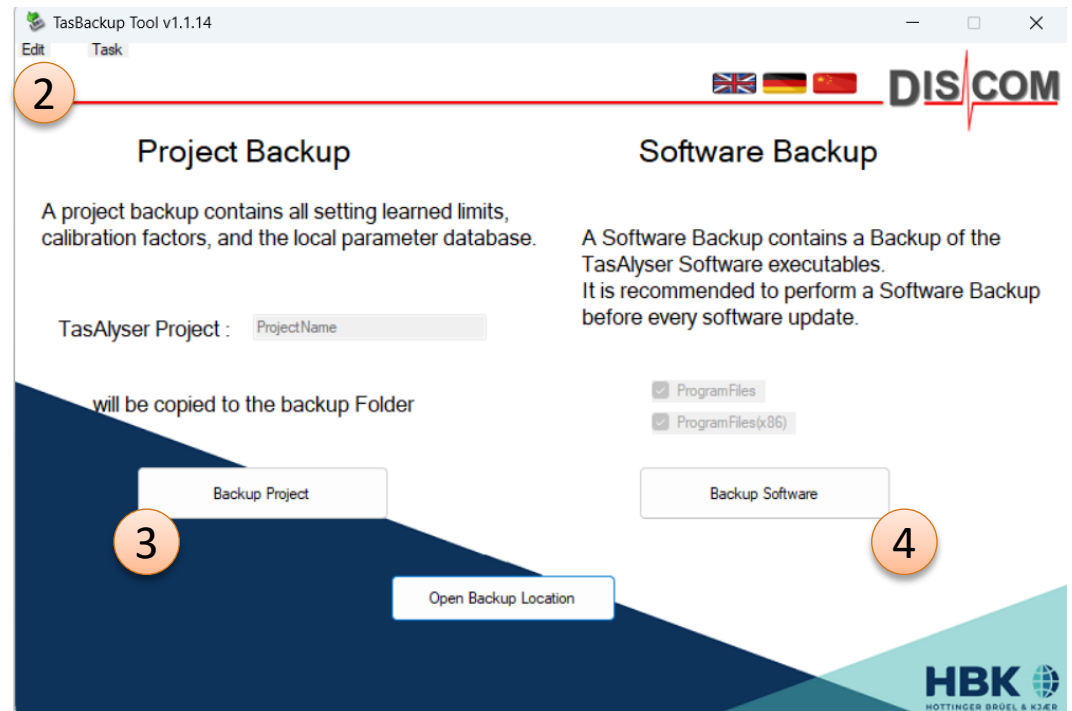 TasBackup Tool v1.1.14
Edit Task
2
DISCOM
Project Backup
A project backup contains all setting learned limits,
calibration factors, and the local parameter database.
TasAlyser Project : ProjectName
will be copied to the backup Folder
Backup Project
3
Software Backup
A Software Backup contains a Backup of the
TasAlyser Software executables.
It is recommended to perform a Software Backup
before every software update.
ProgramFiles
ProgramFiles(x86)
Backup Software
4
Open Backup Location
HBK
HOTTINGER BRÜEL & KJÆR